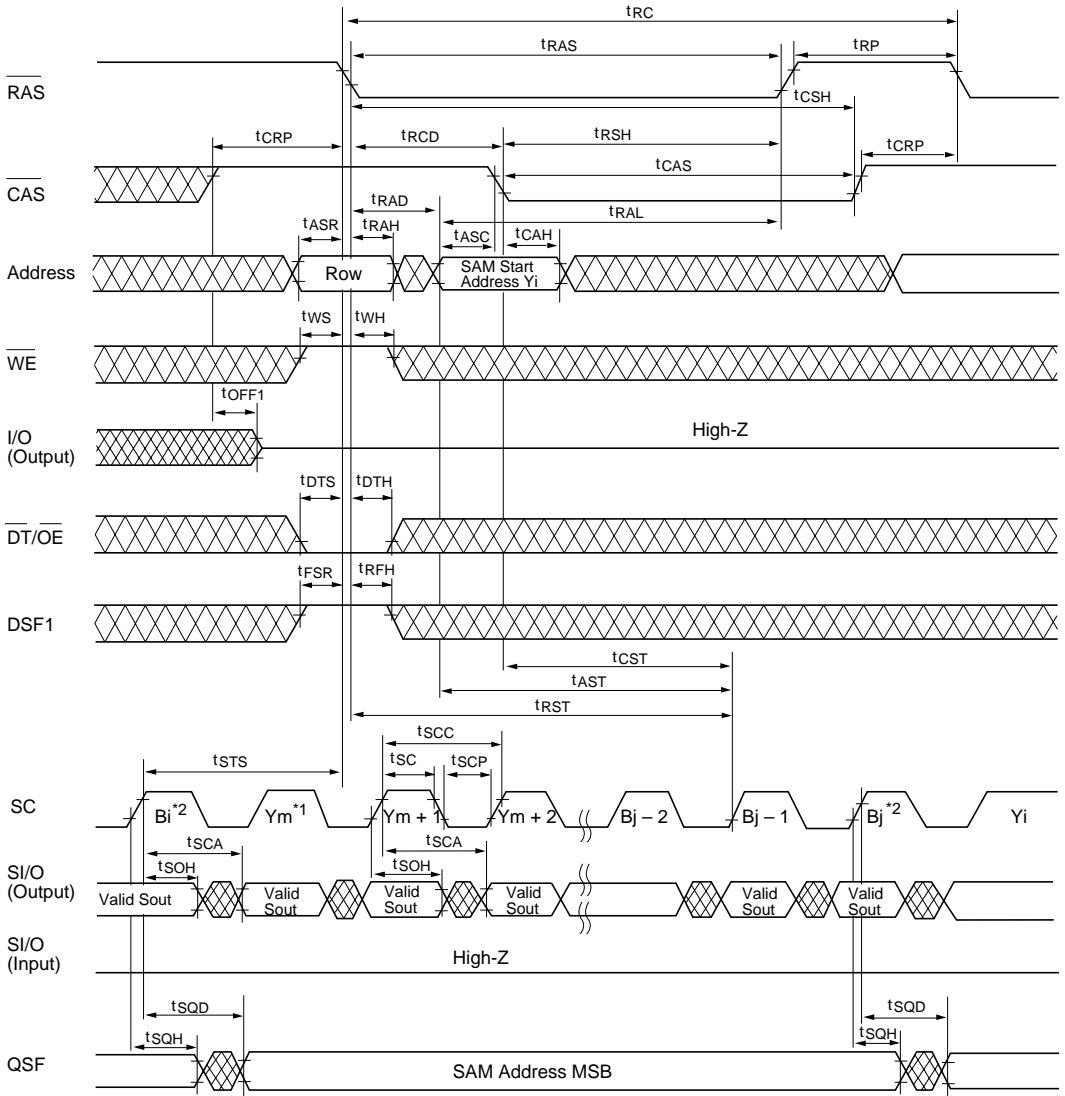 tRC
tRAS
tRP
RAS
tCSH
tCRP
tRCD
tRSH
tCRP
tCAS
CAS
tRAD
tRAL
tASR
tRAH
tASC
tCAH
Address
Row
SAM Start
Address Yi
tWS
tWH
WE
tOFF1
I/O
(Output)
High-Z
tDTS
tDTH
DT/OE
tFSR
tRFH
DSF1
tCST
tAST
tRST
tSCC
tSTS
tSC
tSCP
SC
Bi*2
Ym*1
Ym + 1
Ym + 2
Bj – 2
Bj – 1
Bj*2
Yi
tSCA
tSCA
tSOH
tSOH
SI/O
(Output)
Valid Sout
Valid
Sout
Valid
Sout
Valid
Sout
Valid
Sout
Valid
Sout
SI/O
(Input)
High-Z
tSQD
tSQD
tSQH
tSQH
QSF
SAM Address MSB